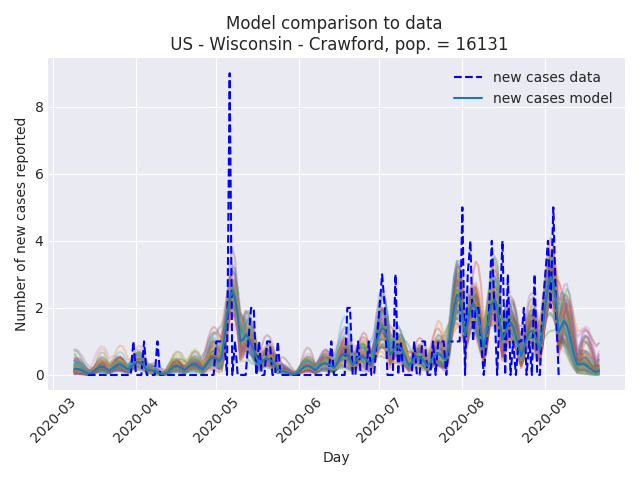 Model comparison to data
US - Wisconsin - Crawford, pop. = 16131
new cases data
new cases model
Number of new cases reported
8
6
4
2
0
2020-03
2020-04
2020-05
2020-06
2020-07
2020-08
2020-09
Day